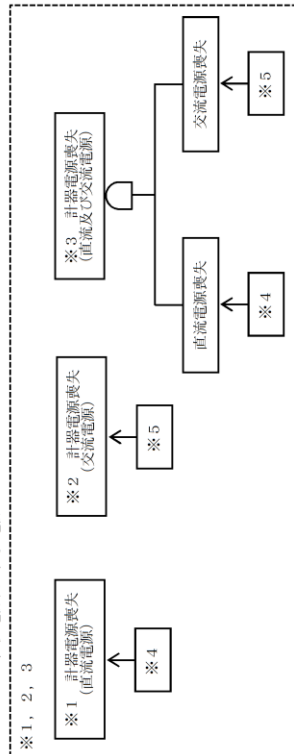 ※1, 2, 3
※1 計器電源喪失
(直流電源)
※4
※2 計器電源喪失
(交流電源)
※5
※3 計器電源喪失
(直流及び交流電源)
直流電源喪失
※4
交流電源喪失
※5